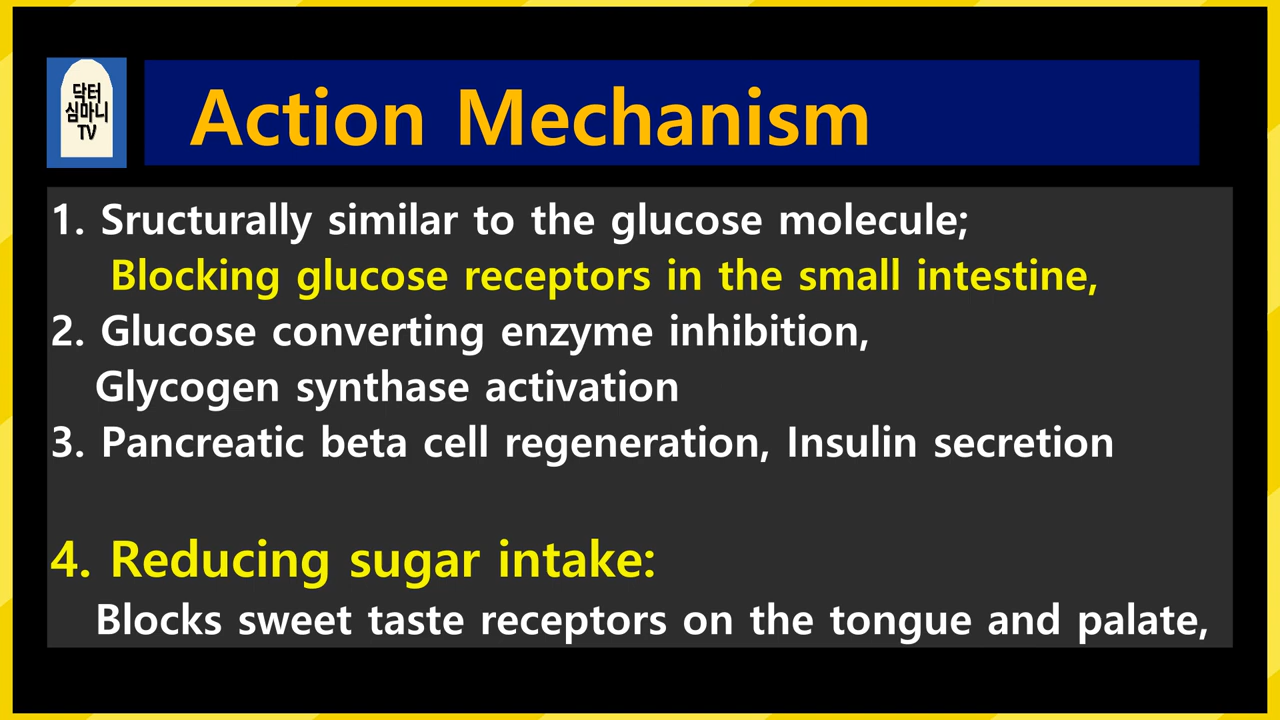 닥터
심마니
TV
Action Mechanism
1. Sructurally similar to the glucose molecule;
Blocking glucose receptors in the small intestine,
2. Glucose converting enzyme inhibition,
Glycogen synthase activation
3. Pancreatic beta cell regeneration, Insulin secretion
4. Reducing sugar intake:
Blocks sweet taste receptors on the tongue and palate,